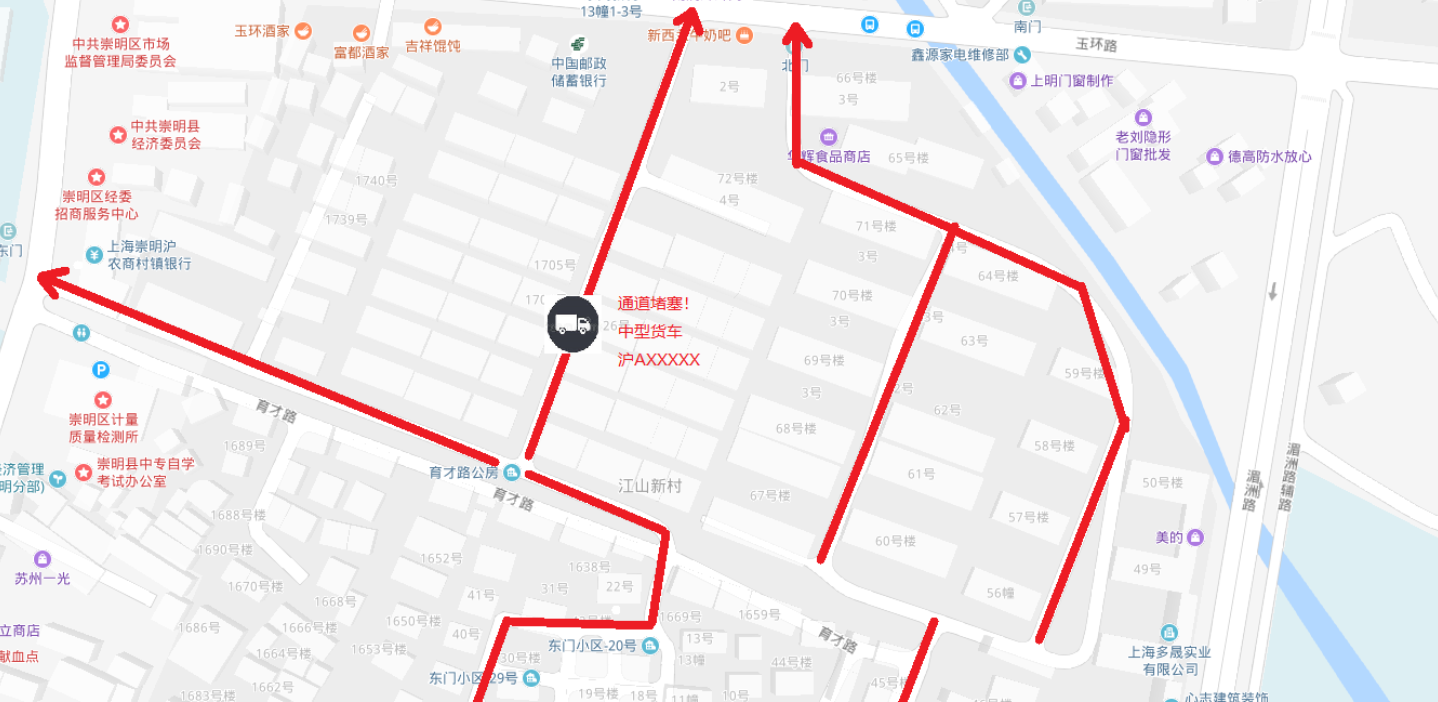 13幢1-3号
南门
中共崇明区市场
监督管理局委员会
玉环酒家
富都酒家
吉祥馄饨
新西
牛奶吧
鑫源家电维修部
玉环路
中国邮政
储蓄银行
北门
66号楼
3号
2号
上明门窗制作
中共崇明县
经济委员会
老刘隐形
门窗批发
德高防水放心
辉食品商店
65号楼
崇明区经委
招商服务中心
1740号
72号楼
4号
1739号
71号楼
东门
上海崇明沪
农商村镇银行
3号
64号楼
1705号
70号楼
通道堵塞!
中型货车
沪AXXXXX
26号
3号
3号
63号
69号楼
59号楼
3号
2号
62号
育才路
崇明区计量
质量检测所
68号楼
58号楼
1689号
育才路公房
崇明县中专自学
考试办公室
济管理
明分部)
61号
江山新村
67号楼
50号楼
湄洲路
湄洲路辅路
育才路
1688号楼
57号楼
60号楼
美的
1690号楼
1652号
1638号
49号
苏州一光
1670号楼
31号
22号
41号
56幢
1668号
1669号
1659号
1686号
1666号楼
1650号楼
40号
东门小区-20号
13号
育才路
立商店
献血点
1664号楼
1653号楼
30号楼
13幢
44号楼
上海多晟实业
有限公司
东门小区
29号
1662号
1683号楼
19号楼
18号
11幢
10号
45号楼
心志建筑装饰